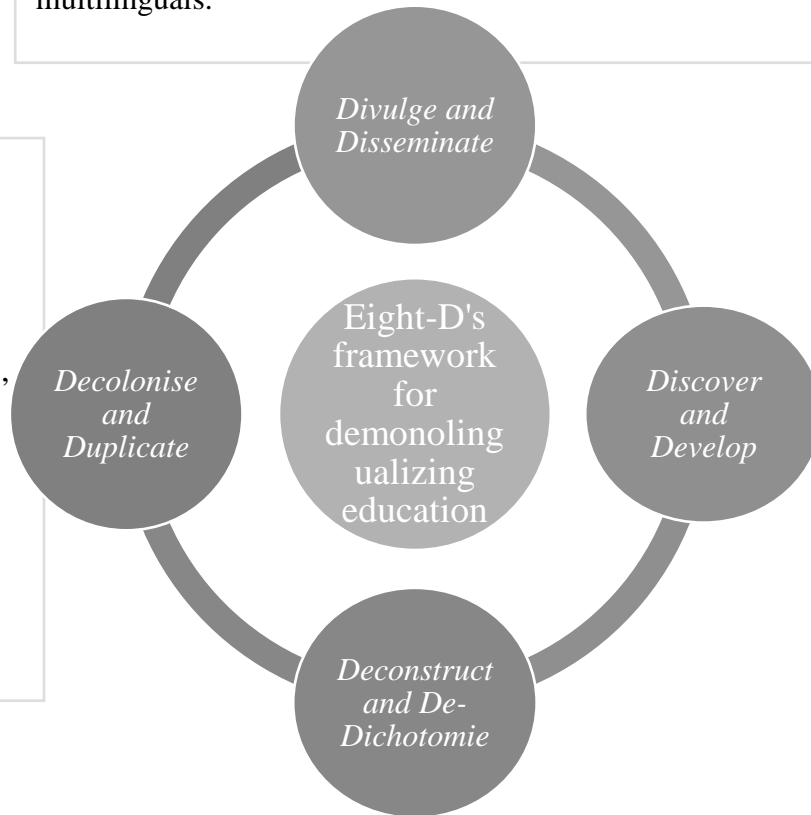 multilinguals.
Divulge and
Disseminate
Eight-D's
framework
for
demonoling
ualizing
education
Discover
and
Develop
Deconstruct
and De-
Dichotomie
Decolonise
and
Duplicate
,